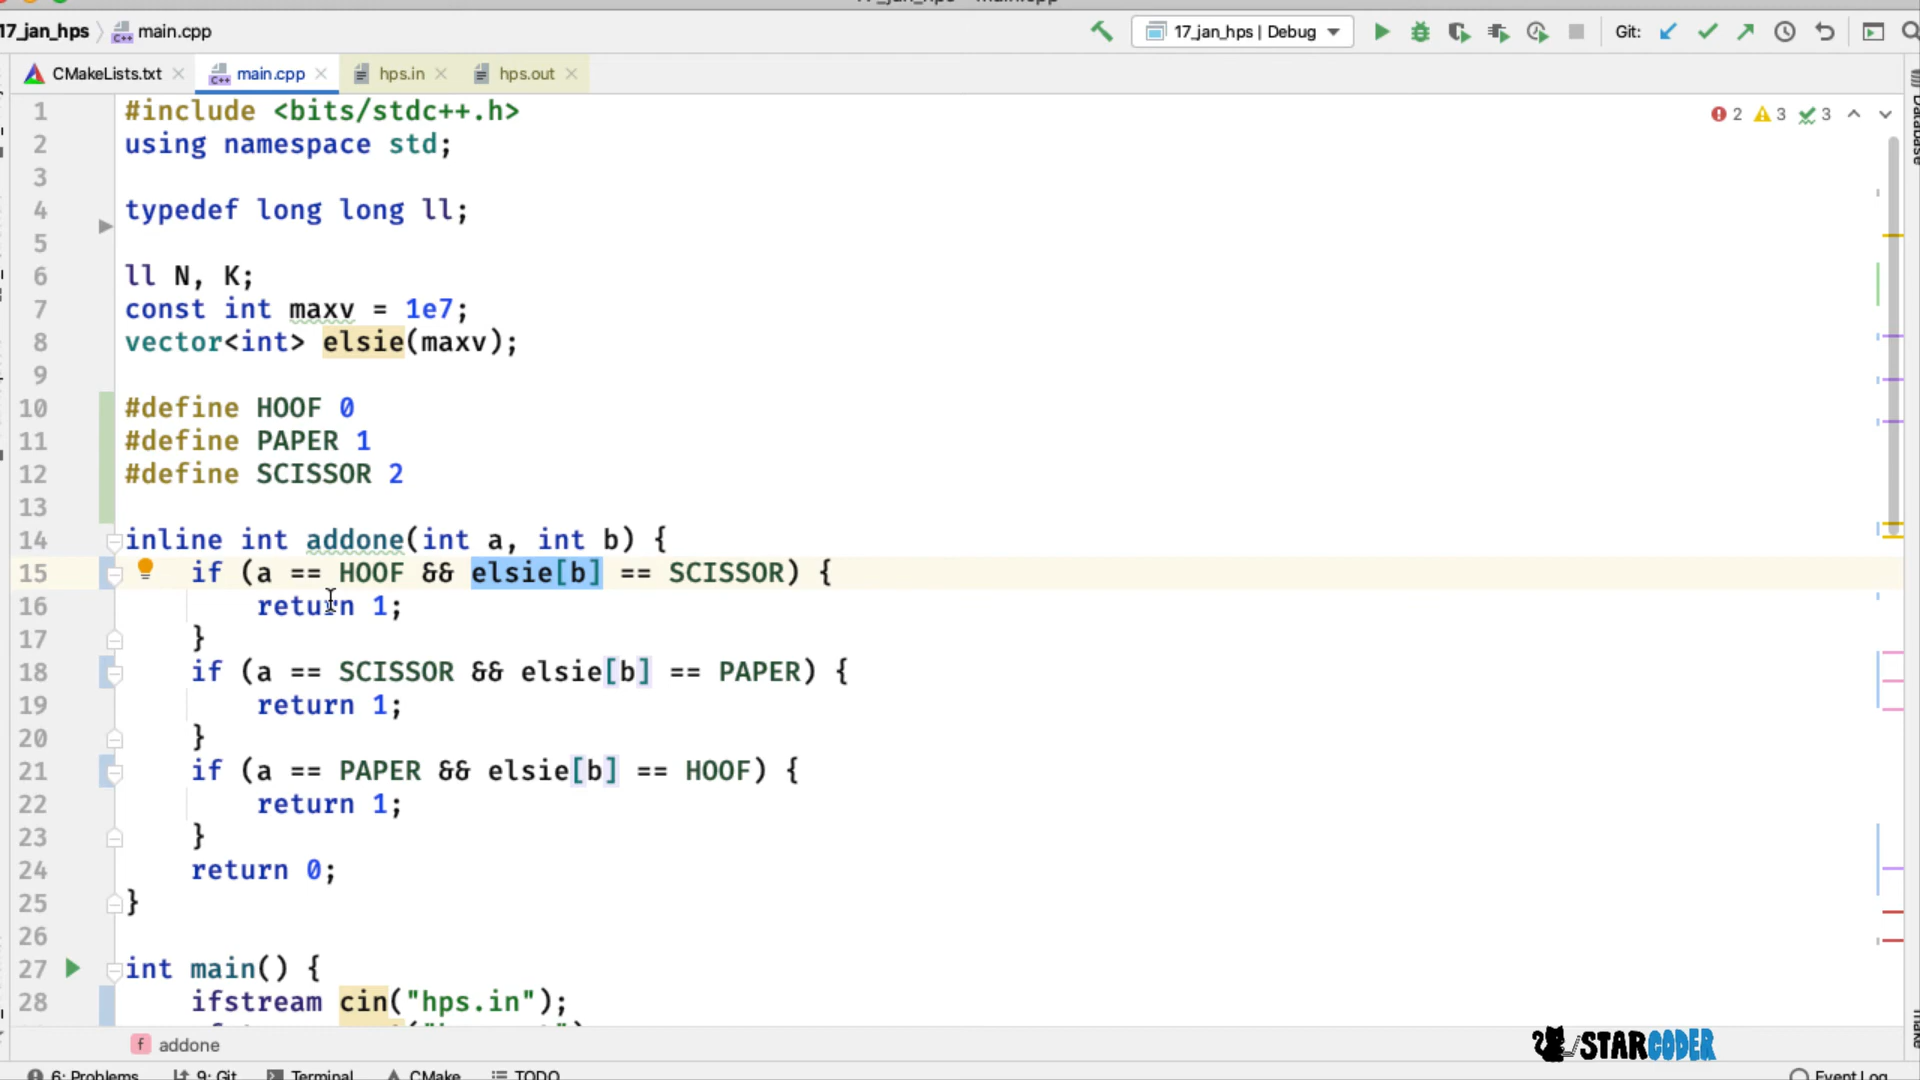 17_jan_hps main.cpp 17_jan_hps | Debug Git:
CMakeLists.txt main.cpp hps.in hps.out
2 3 3
Database
1 #include <bits/stdc++.h>
2 using namespace std;
3
4 typedef long long ll;
5
6 ll N, K;
7 const int maxv = 1e7;
8 vector<int> elsie(maxv);
9
10 #define HOOF 0
11 #define PAPER 1
12 #define SCISSOR 2
13
14 inline int addone(int a, int b) {
15 if (a == HOOF && elsie[b] == SCISSOR) {
16 return 1;
17 }
18 if (a == SCISSOR && elsie[b] == PAPER) {
19 return 1;
20 }
21 if (a == PAPER && elsie[b] == HOOF) {
22 return 1;
23 }
24 return 0;
25 }
26
27 int main() {
28 ifstream cin("hps.in");
f addone
STARCODER
6: Problems 9: Git Terminal CMake TODO Event Log